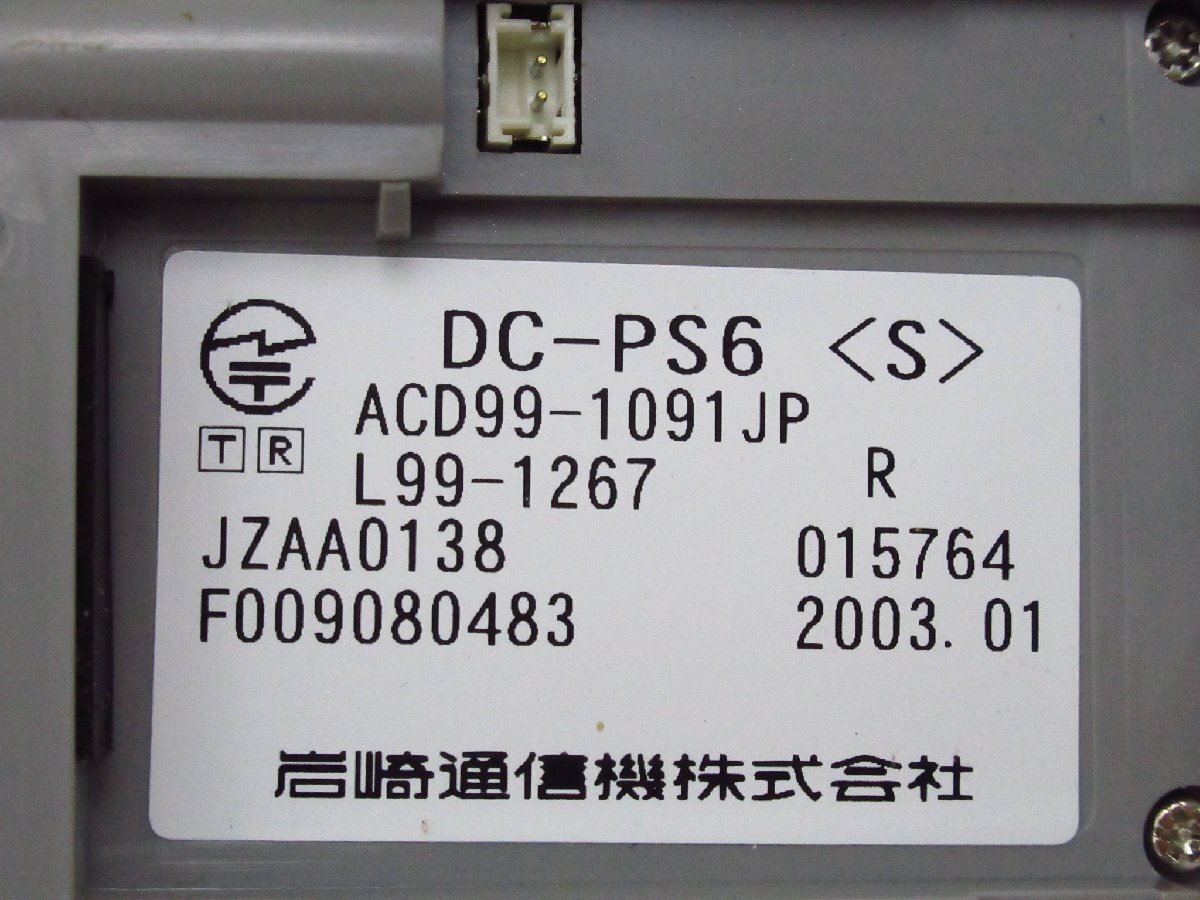 DC-PS6 <S>
ACD99-1091JP
T R
L99-1267 R
JZAA0138 015764
F009080483 2003.01
岩崎通信機株式会社